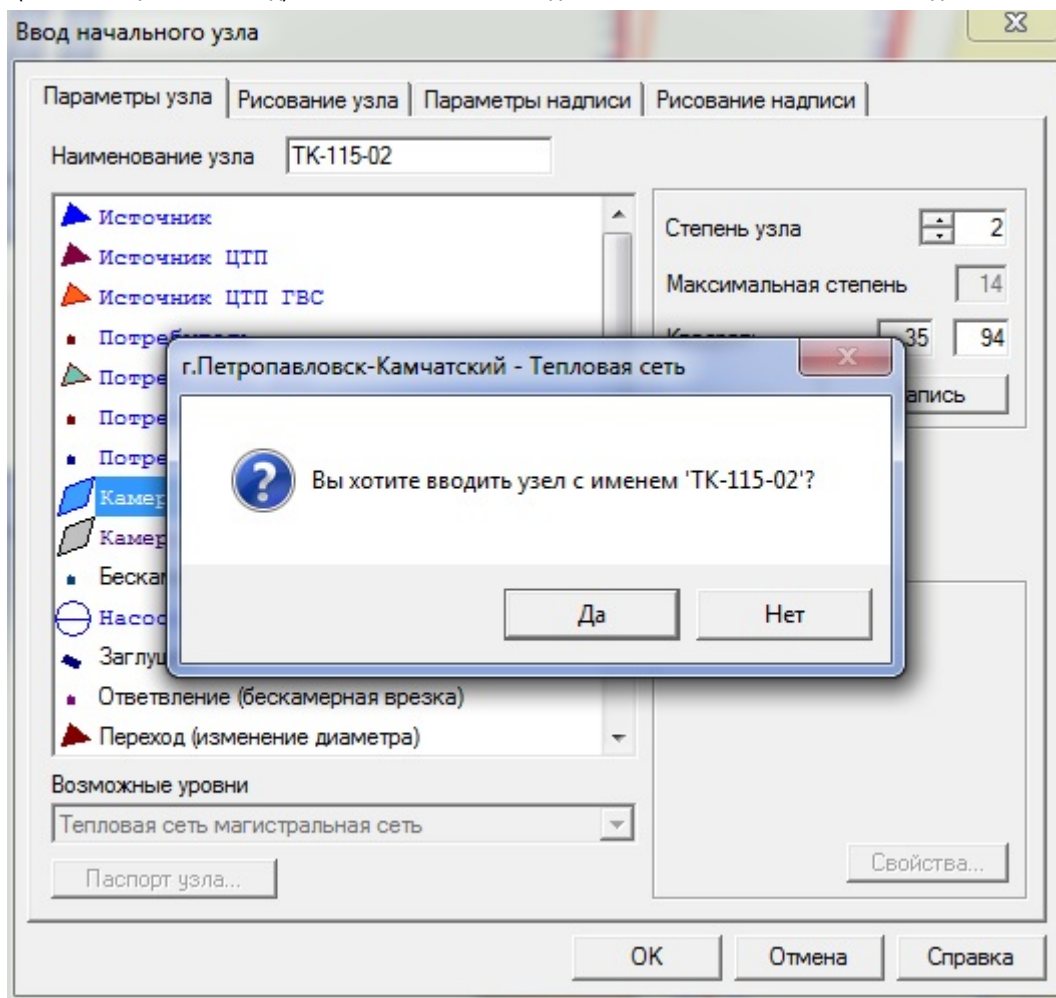 Ввод начального узла
Параметры узла Рисование узла Параметры надписи Рисование надписи
Наименование узла ТК-115-02
Источник
Источник ЦТП
Источник ЦТП ГВС
Степень узла 2
Максимальная степень 14
35 94
г.Петропавловск-Камчатский - Тепловая сеть
Вы хотите вводить узел с именем 'ТК-115-02'?
Да Нет
Ответвление (бескамерная врезка)
Переход (изменение диаметра)
Возможные уровни
Тепловая сеть магистральная сеть
Паспорт узла...
Свойства...
OK Отмена Справка